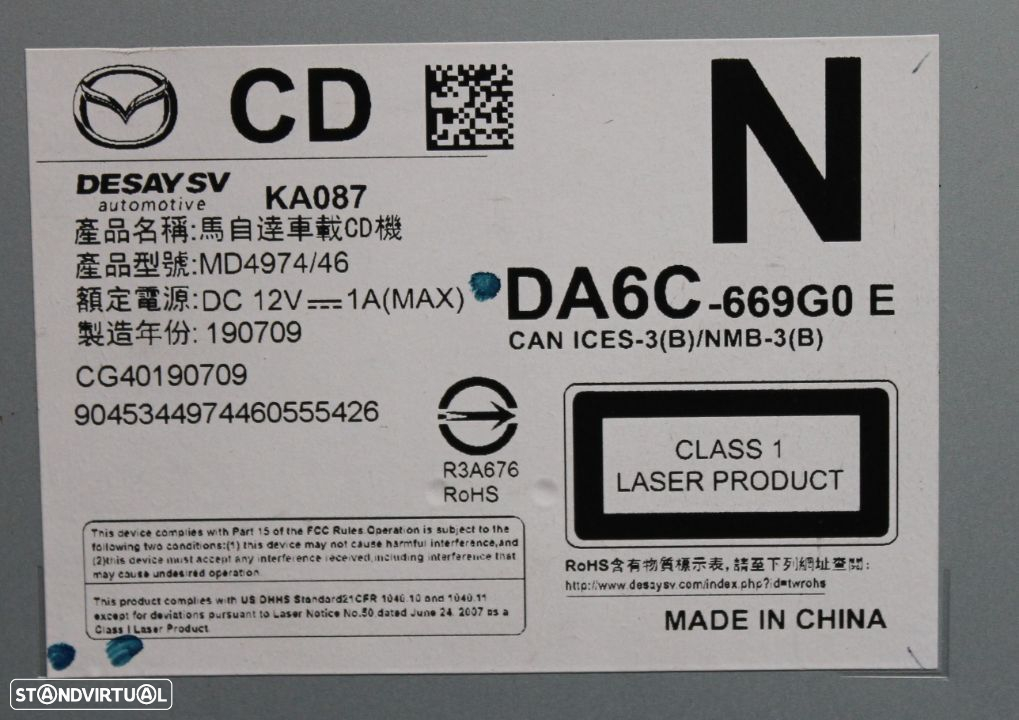 CD
N
DESAY SV
automotive
KA087
產品名稱:馬自達車載CD機
產品型號:MD4974/46
額定電源:DC 12V⎓1A(MAX)
製造年份: 190709
DA6C-669G0 E
CAN ICES-3(B)/NMB-3(B)
CG40190709
9045344974460555426
R3A676
RoHS
CLASS 1
LASER PRODUCT
This device complies with Part 15 of the FCC Rules Operation is subject to the
following two conditions:(1) this device may not cause harmful interference,and
(2)this device must accept any interference received,including interference that
may cause undesired operation
This product complies with US DHHS Standard21CFR 1040.10 and 1040.11
except for deviations pursuant to Laser Notice No.50 dated June 24, 2007 as a
Class I Laser Product
RoHS含有物質標示表,請至下列網址查閱:
http://www.desaysv.com/index.php?id=twrohs
MADE IN CHINA
STANDVIRTUAL